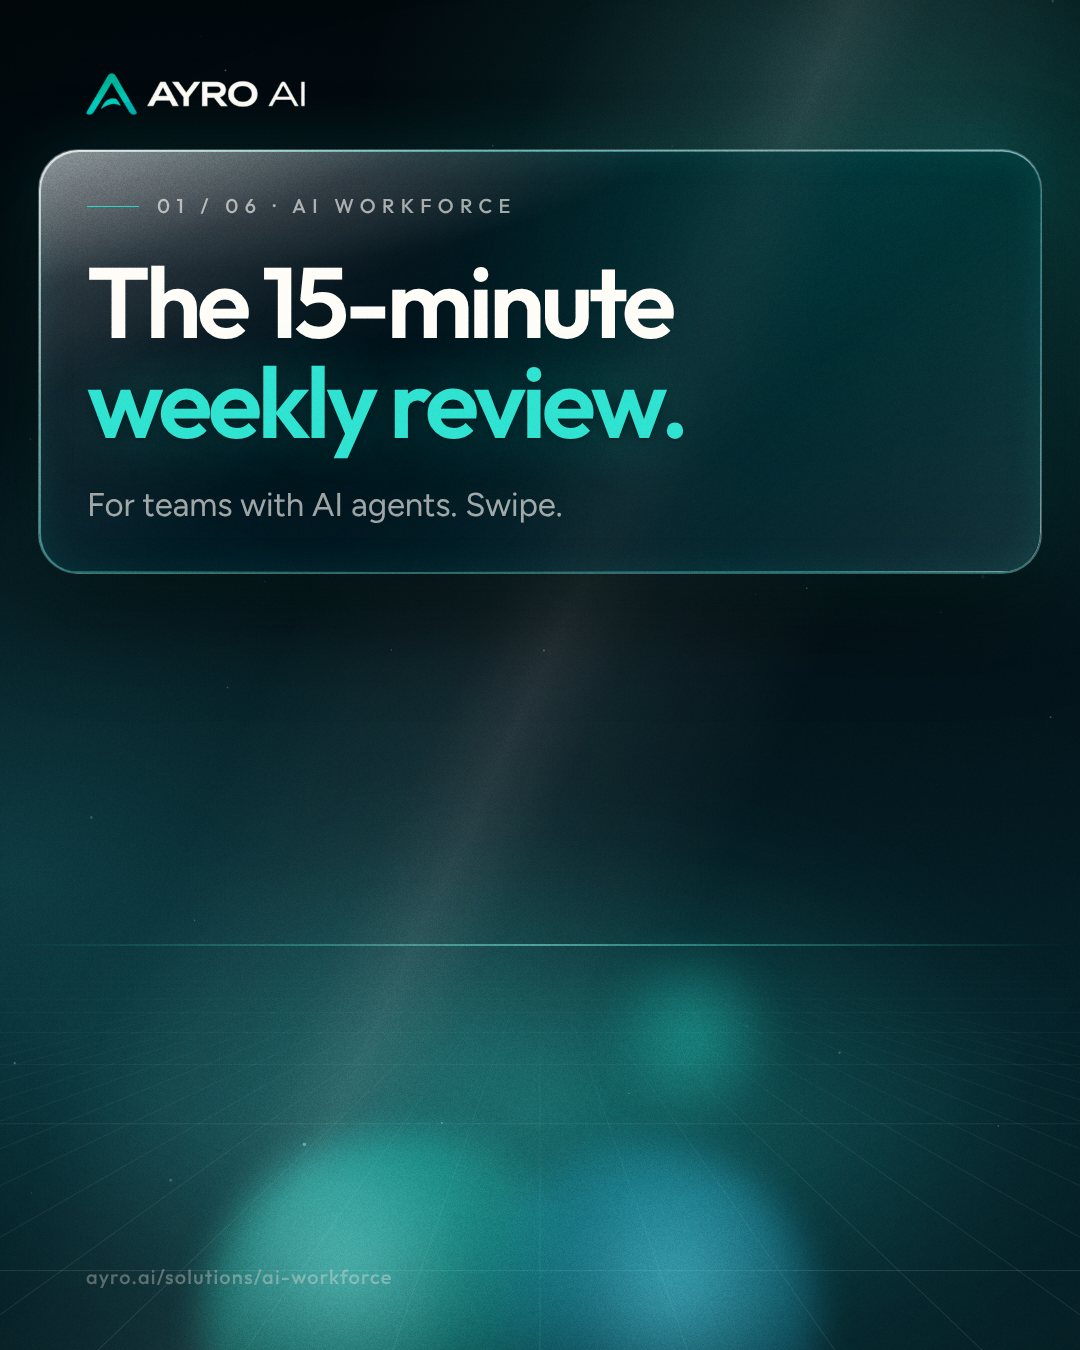 AYRO AI
01 / 06 · AI WORKFORCE
The 15-minute
weekly review.
For teams with AI agents. Swipe.
ayro.ai/solutions/ai-workforce